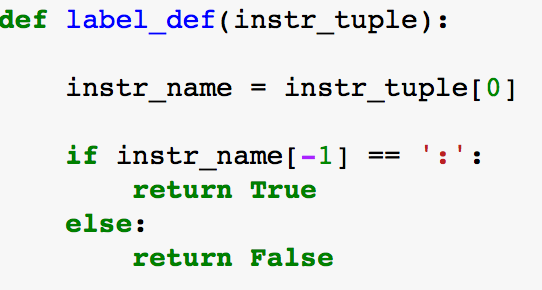 def label_def(instr_tuple):
instr_name = instr_tuple[0]
if instr_name[-1] == ':':
return True
else:
return False